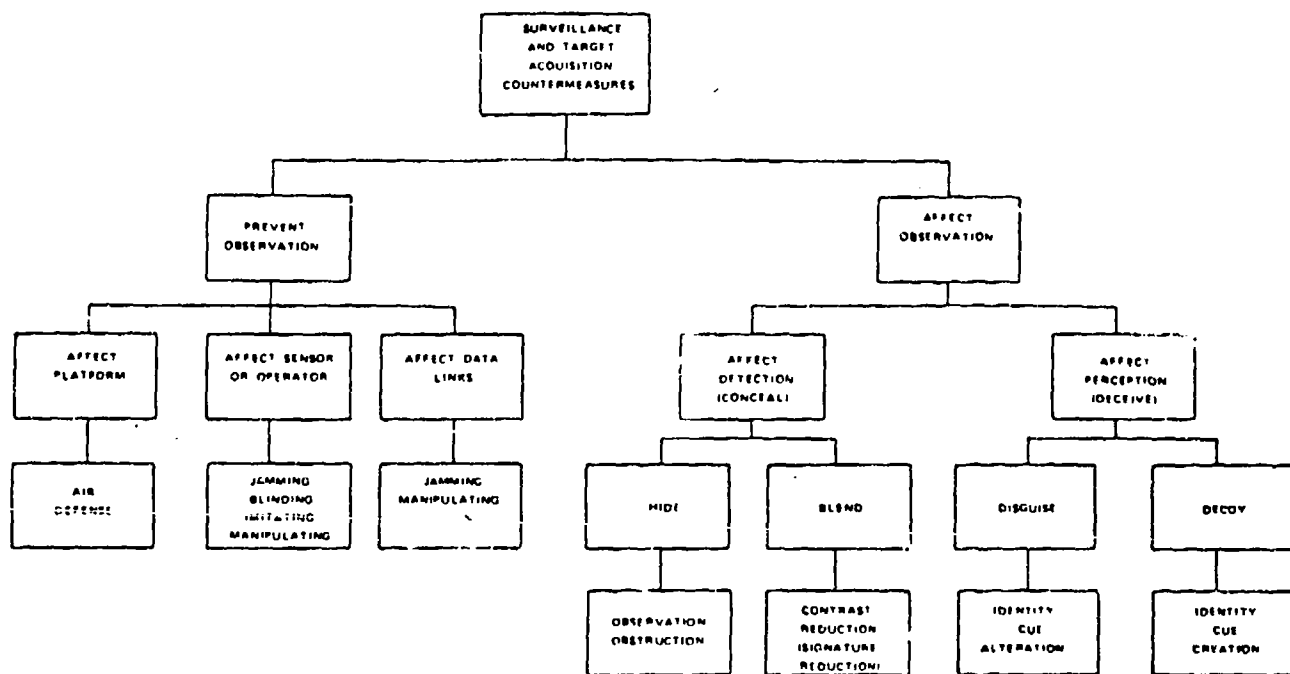 SURVEILLANCE
AND TARGET
ACQUISITION
COUNTERMEASURES
PREVENT
OBSERVATION
AFFECT
OBSERVATION
AFFECT
PLATFORM
AFFECT SENSOR
OR OPERATOR
AFFECT DATA
LINKS
AFFECT
DETECTION
(CONCEAL)
AFFECT
PERCEPTION
(DECEIVE)
AIR
DEFENSE
JAMMING
BLINDING
IMITATING
MANIPULATING
JAMMING
MANIPULATING
HIDE
BLEND
DISGUISE
DECOY
OBSERVATION
OBSTRUCTION
CONTRAST
REDUCTION
(SIGNATURE
REDUCTION)
IDENTITY
CUE
ALTERATION
IDENTITY
CUE
CREATION